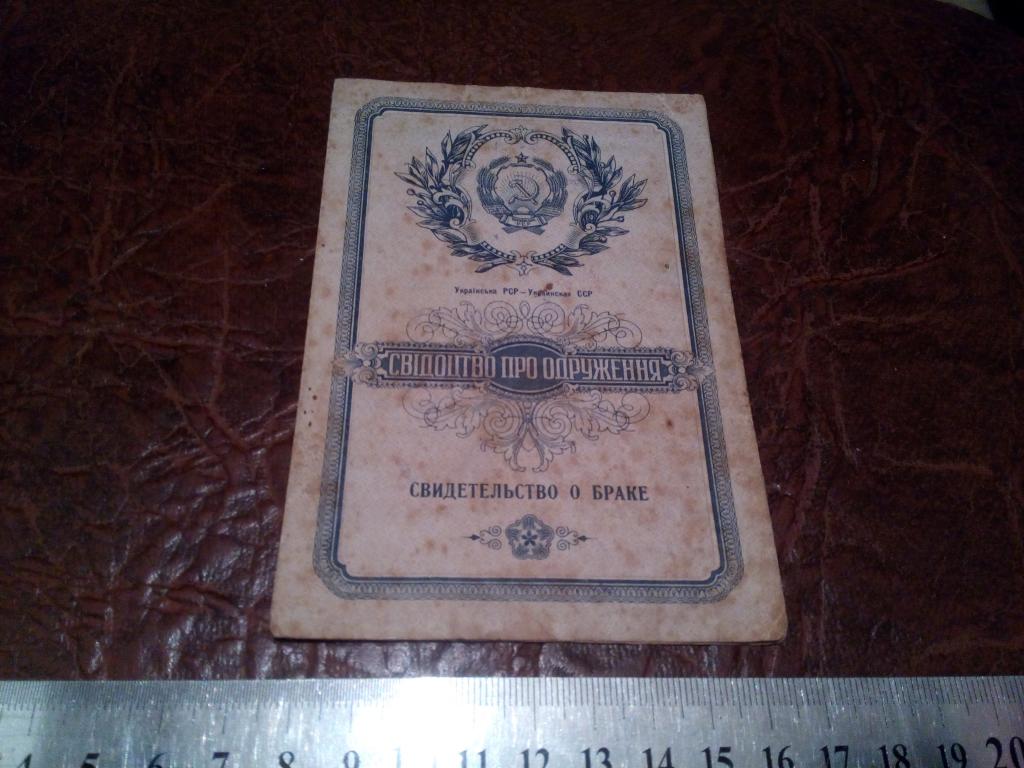 Українська РСР — Украинская ССР
СВІДОЦТВО ПРО ОДРУЖЕННЯ
СВИДЕТЕЛЬСТВО О БРАКЕ
4 5 6 7 8 9 1 11 12 13 14 15 16 17 18 19 20